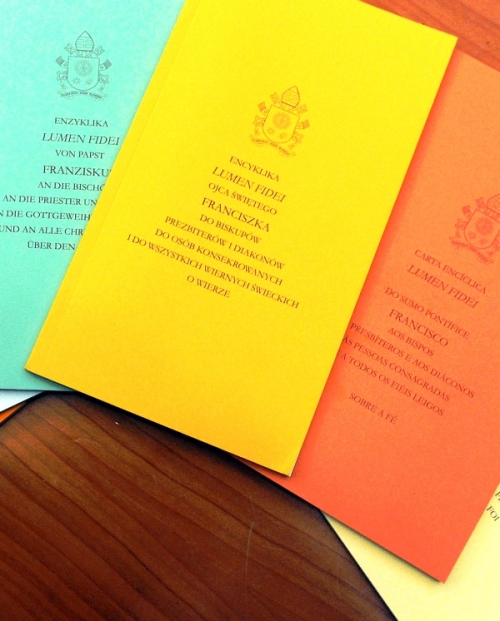 ENZYKLIKA
LUMEN FIDEI
VON PAPST
FRANZISKU
AN DIE BISCHÖ
AN DIE PRIESTER UN
N DIE GOTTGEWEIH
UND AN ALLE CHR
ÜBER DEN
ENCYKLIKA
LUMEN FIDEI
OJCA ŚWIĘTEGO
FRANCISZKA
DO BISKUPÓW
PREZBITERÓW I DIAKONÓW
DO OSÓB KONSEKROWANYCH
I DO WSZYSTKICH WIERNYCH ŚWIECKICH
O WIERZE
CARTA ENCÍCLICA
LUMEN FIDEI
DO SUMO PONTÍFICE
FRANCISCO
AOS BISPOS
PRESBÍTEROS E AOS DIÁCONOS
ÀS PESSOAS CONSAGRADAS
A TODOS OS FIÉIS LEIGOS
SOBRE A FÉ
FOI